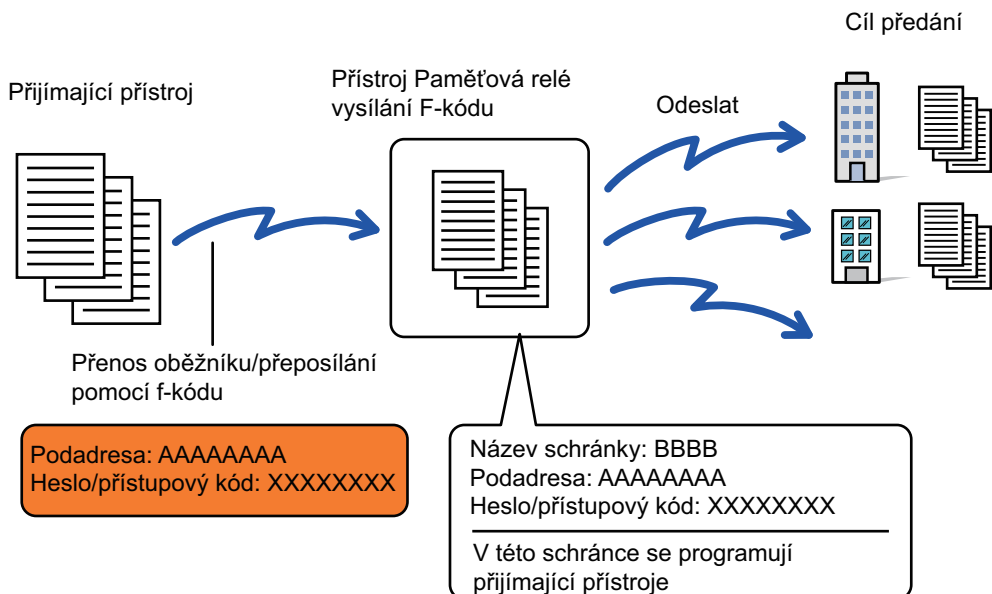 Cíl předání
Přijímající přístroj
Přístroj Paměťová relé
vysílání F-kódu
Odeslat
Přenos oběžníku/přeposílání
pomocí f-kódu
Podadresa: AAAAAAAA
Heslo/přístupový kód: XXXXXXXX
Název schránky: BBBB
Podadresa: AAAAAAAA
Heslo/přístupový kód: XXXXXXXX
V této schránce se programují
přijímající přístroje